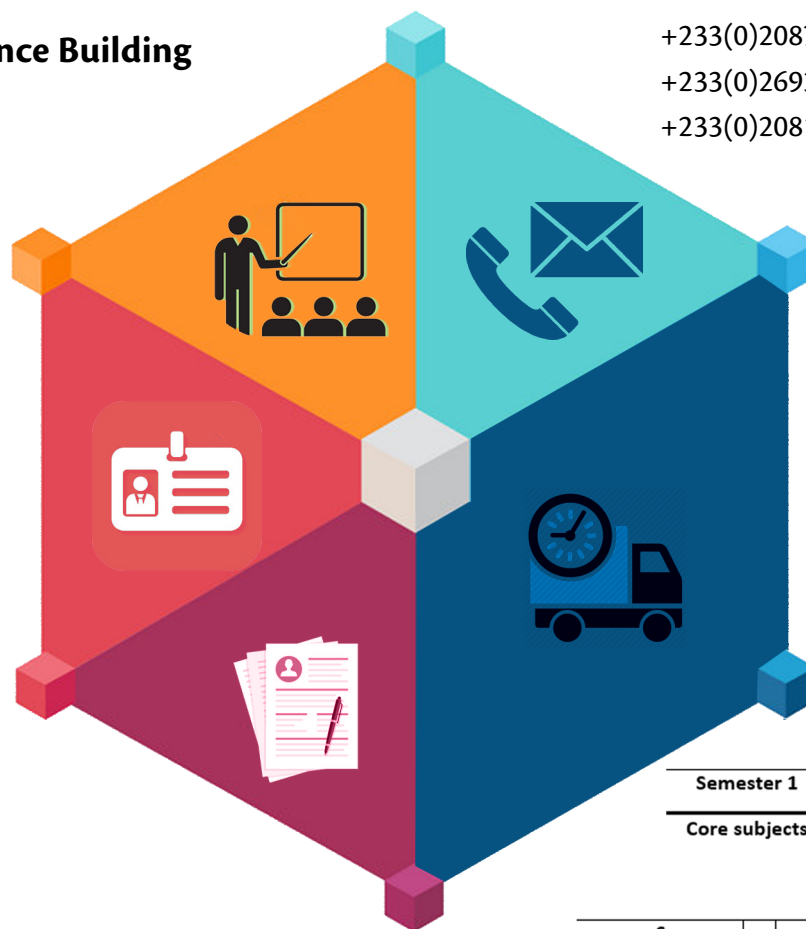 nce Building
+233(0)208
+233(0)269
+233(0)208
Semester 1
Core subjects